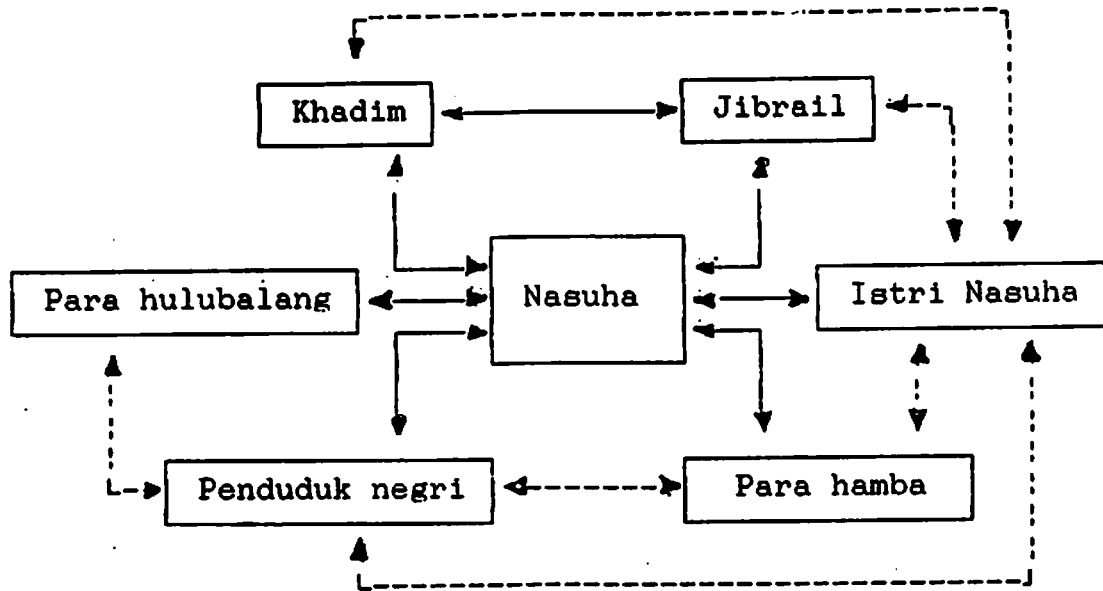 Khadim
Jibrail
Para hulubalang
Nasuha
Istri Nasuha
Penduduk negri
Para hamba